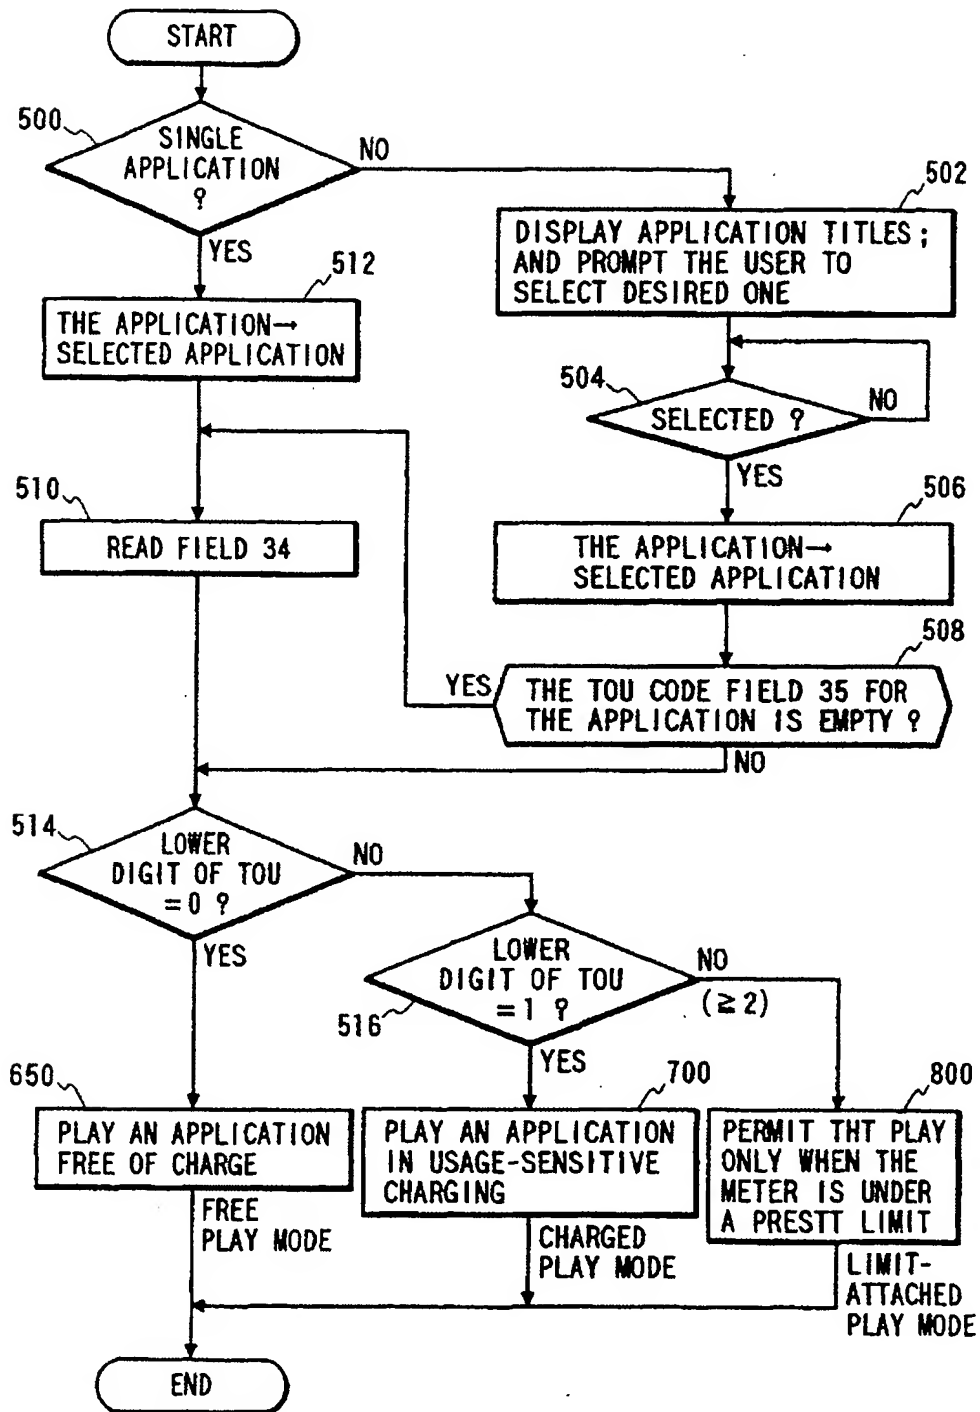 START
500
SINGLE
APPLICATION
?
NO
YES
502
DISPLAY APPLICATION TITLES;
AND PROMPT THE USER TO
SELECT DESIRED ONE
512
THE APPLICATION→
SELECTED APPLICATION
504
SELECTED ?
NO
YES
510
READ FIELD 34
506
THE APPLICATION→
SELECTED APPLICATION
508
YES
THE TOU CODE FIELD 35 FOR
THE APPLICATION IS EMPTY ?
NO
514
LOWER
DIGIT OF TOU
=0 ?
NO
YES
516
LOWER
DIGIT OF TOU
=1 ?
NO
(≧2)
YES
650
PLAY AN APPLICATION
FREE OF CHARGE
FREE
PLAY MODE
700
PLAY AN APPLICATION
IN USAGE-SENSITIVE
CHARGING
CHARGED
PLAY MODE
800
PERMIT THT PLAY
ONLY WHEN THE
METER IS UNDER
A PRESTT LIMIT
LIMIT-
ATTACHED
PLAY MODE
END